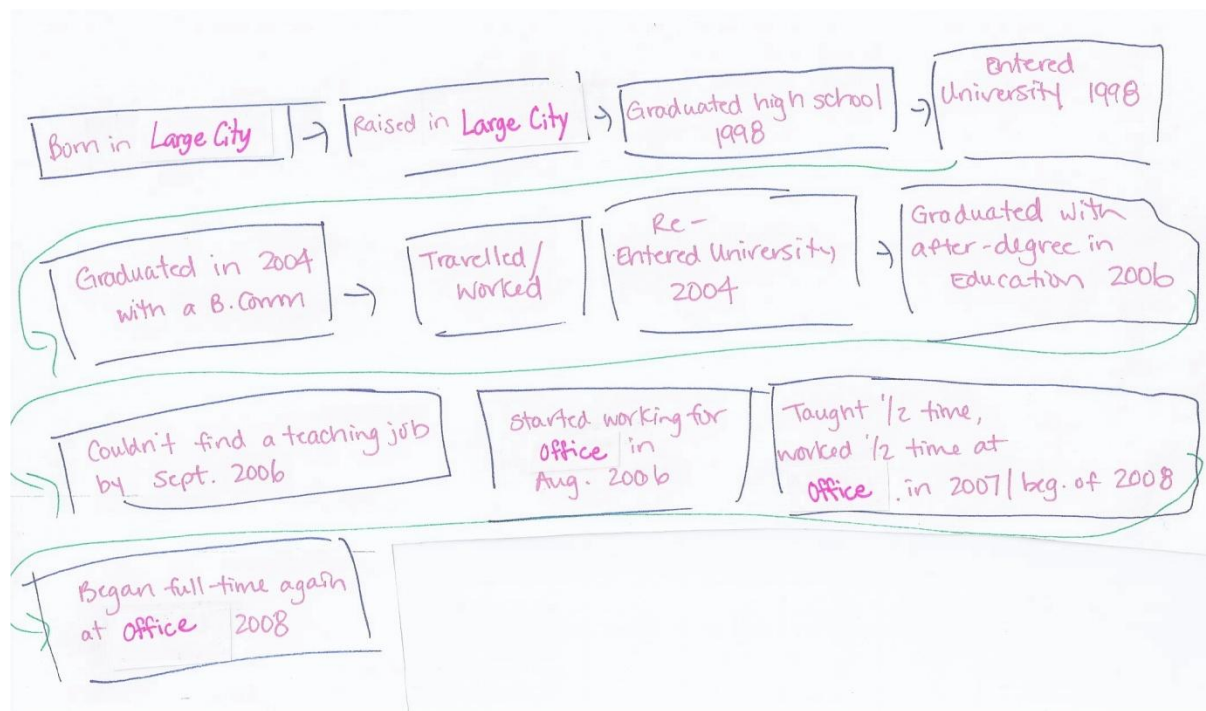 Born in Large City
Raised in Large City
Graduated high school
1998
Entered
University 1998
Graduated in 2004
with a B.Comm
Travelled/
worked
Re-
Entered University
2004
Graduated with
after-degree in
Education 2006
Couldn't find a teaching job
by Sept. 2006
started working for
office in
Aug. 2006
Taught 1/2 time,
worked 1/2 time at
Office . in 2007/beg. of 2008
Began full-time again
at Office 2008